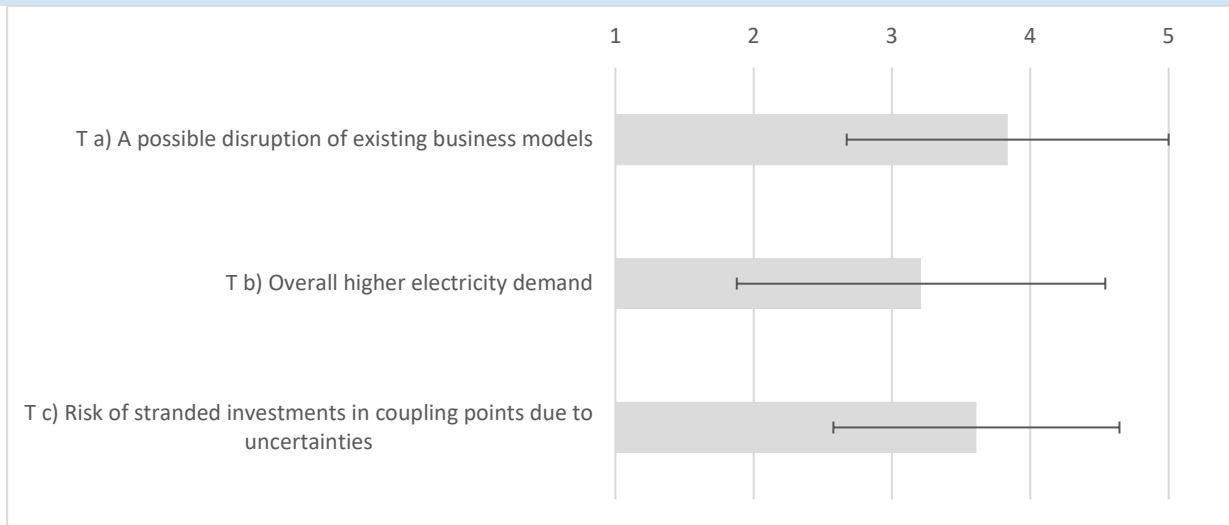 1 2 3 4 5
T a) A possible disruption of existing business models
T b) Overall higher electricity demand
T c) Risk of stranded investments in coupling points due to
uncertainties